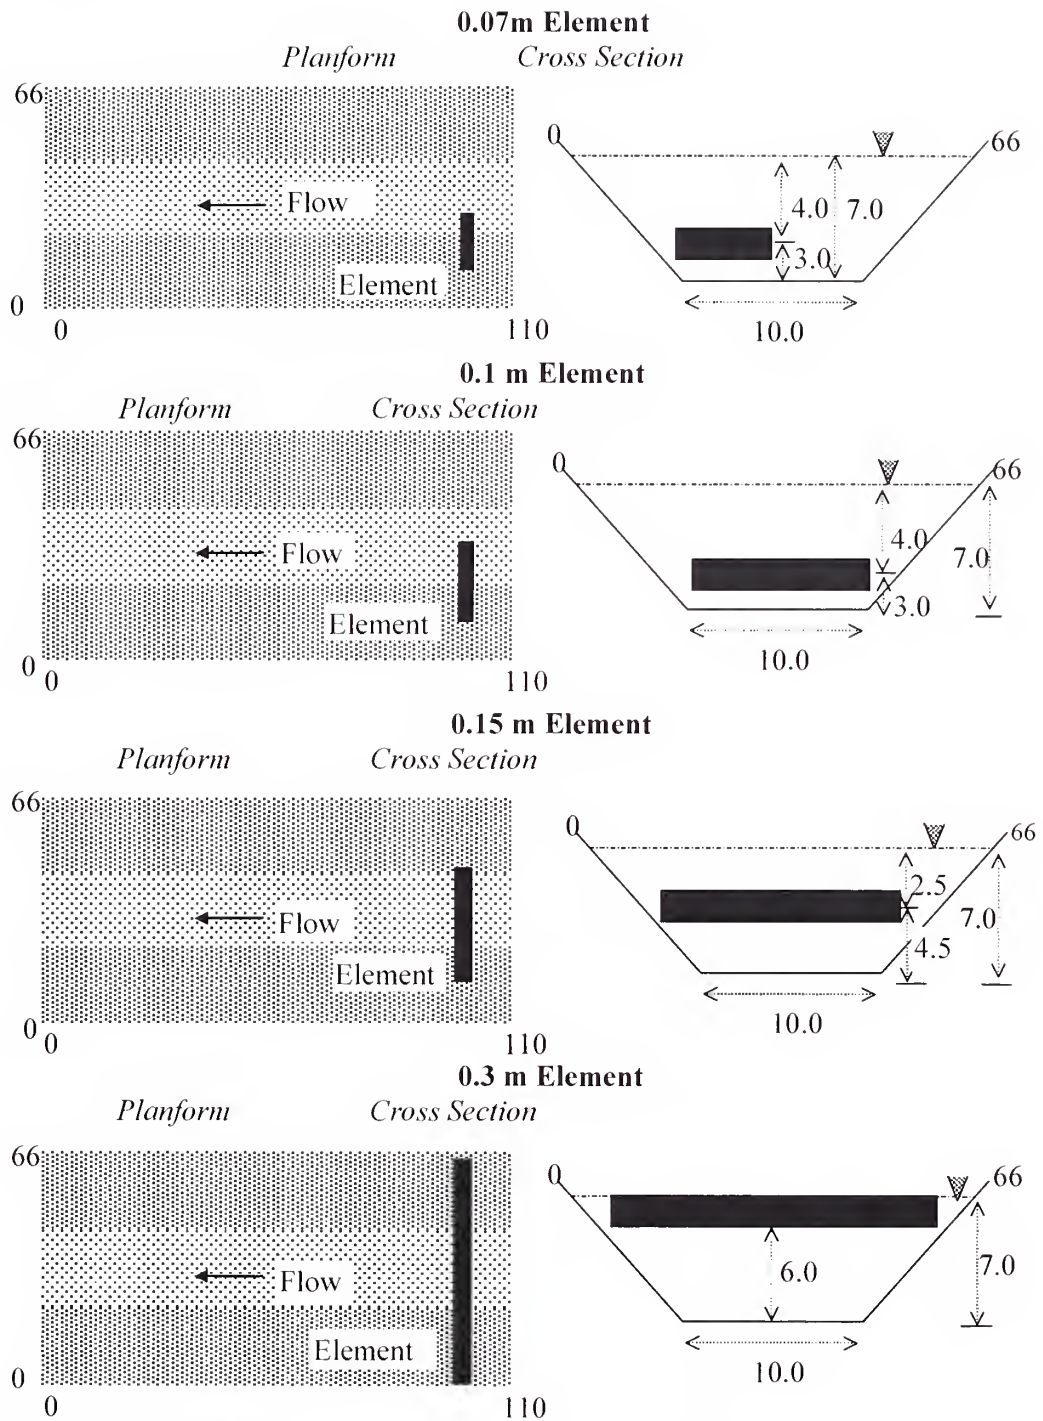 0.07m Element
Planform Cross Section
66
0 66
Flow
4.0 7.0
3.0
Element
0
0 110
10.0
0.1 m Element
Planform Cross Section
66
0 66
Flow
4.0 7.0
Element
3.0
0
0 110
10.0
0.15 m Element
Planform Cross Section
66
0 66
2.5
Flow
7.0
4.5
Element
0
0 110
10.0
0.3 m Element
Planform Cross Section
66
0 66
Flow
6.0 7.0
Element
10.0
0
0 110